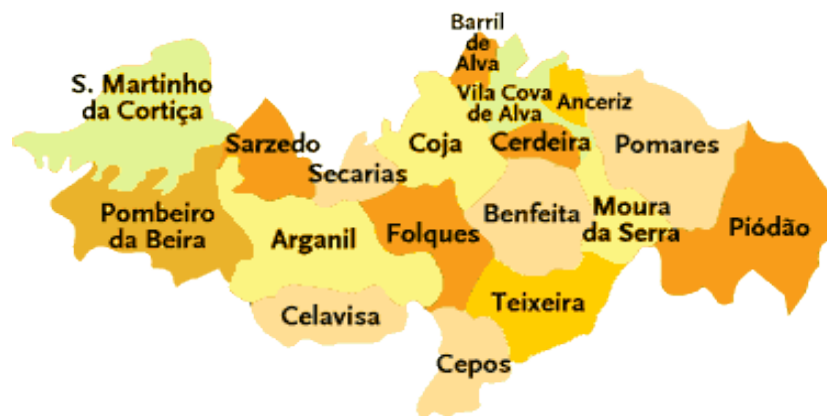 Barril
de
Alva
S. Martinho
da Cortiça
Vila Cova
de Alva
Anceriz
Sarzedo
Coja
Cerdeira
Pomares
Secarias
Pombeiro
da Beira
Arganil
Folques
Benfeita
Moura
da Serra
Piódão
Celavisa
Teixeira
Cepos